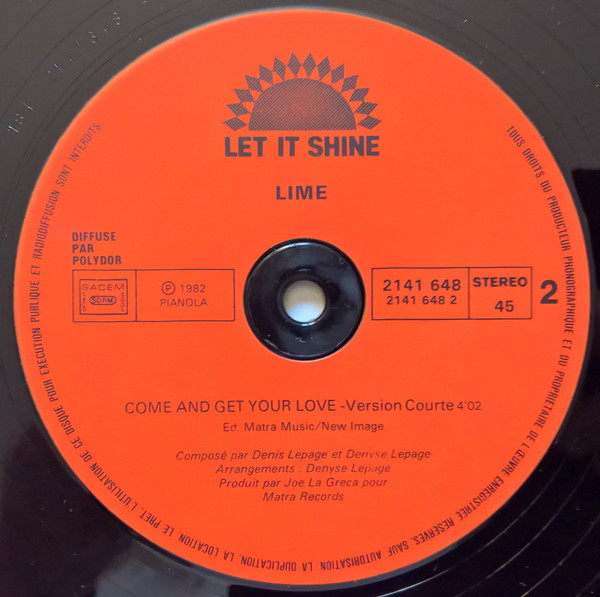 LET IT SHINE
LIME
DIFFUSE
PAR
POLYDOR
SACEM
SDRM
℗ 1982
PIANOLA
2141 648
2141 648 2
STEREO
45
2
COME AND GET YOUR LOVE -Version Courte 4'02
Ed. Matra Music/New Image
Composé par Denis Lepage et Denyse Lepage
Arrangements : Denyse Lepage
Produit par Joe La Greca pour
Matra Records
TOUS DROITS DU PRODUCTEUR PHONOGRAPHIQUE ET DU PROPRIETAIRE DE L'ŒUVRE ENREGISTREE RESERVES. SAUF AUTORISATION, LA DUPLICATION, LA LOCATION, LE PRET, L'UTILISATION DE CE DISQUE POUR EXECUTION PUBLIQUE ET RADIODIFFUSION SONT INTERDITS.